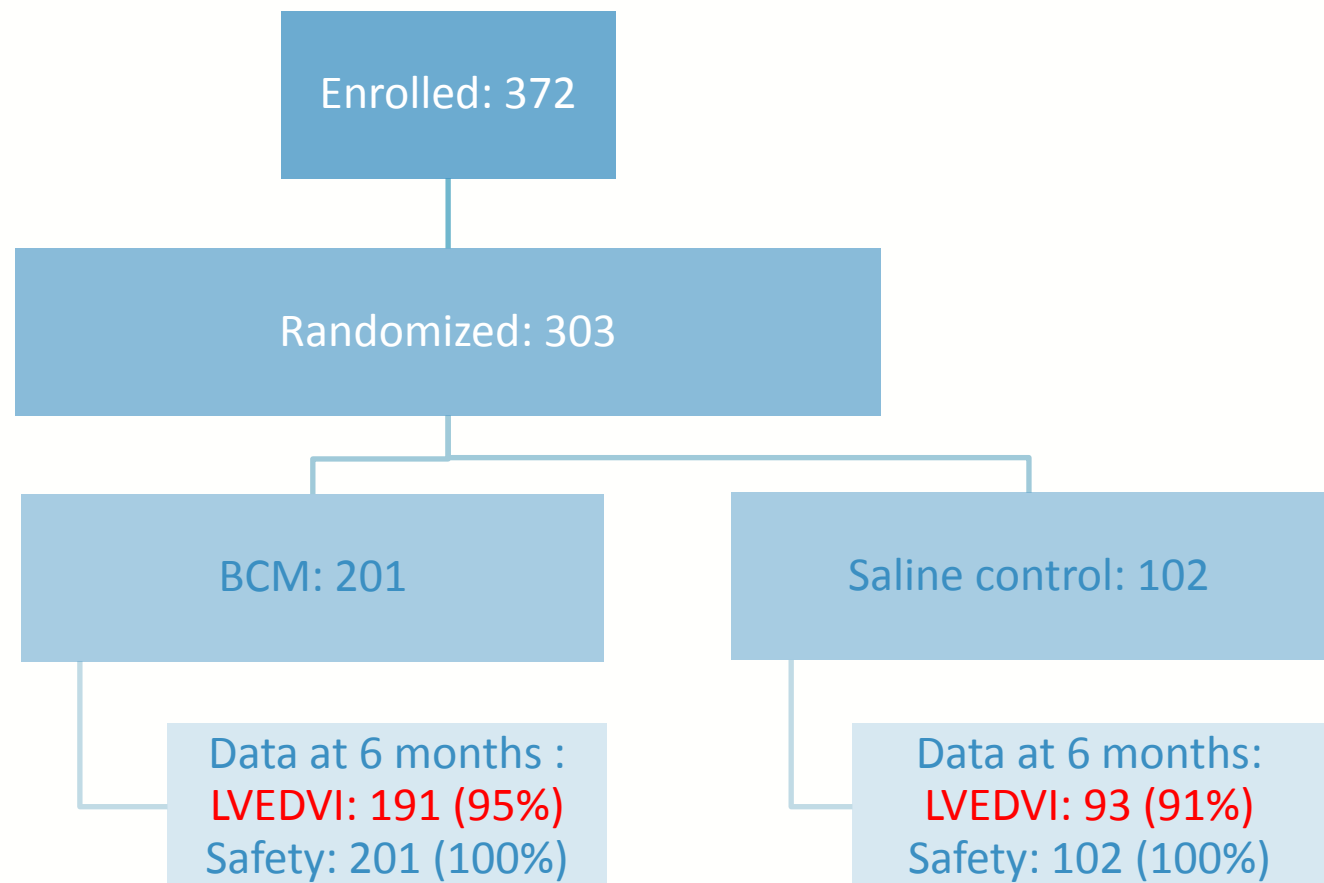 Enrolled: 372
Randomized: 303
BCM: 201
Saline control: 102
Data at 6 months :
LVEDVI: 191 (95%)
Safety: 201 (100%)
Data at 6 months:
LVEDVI: 93 (91%)
Safety: 102 (100%)